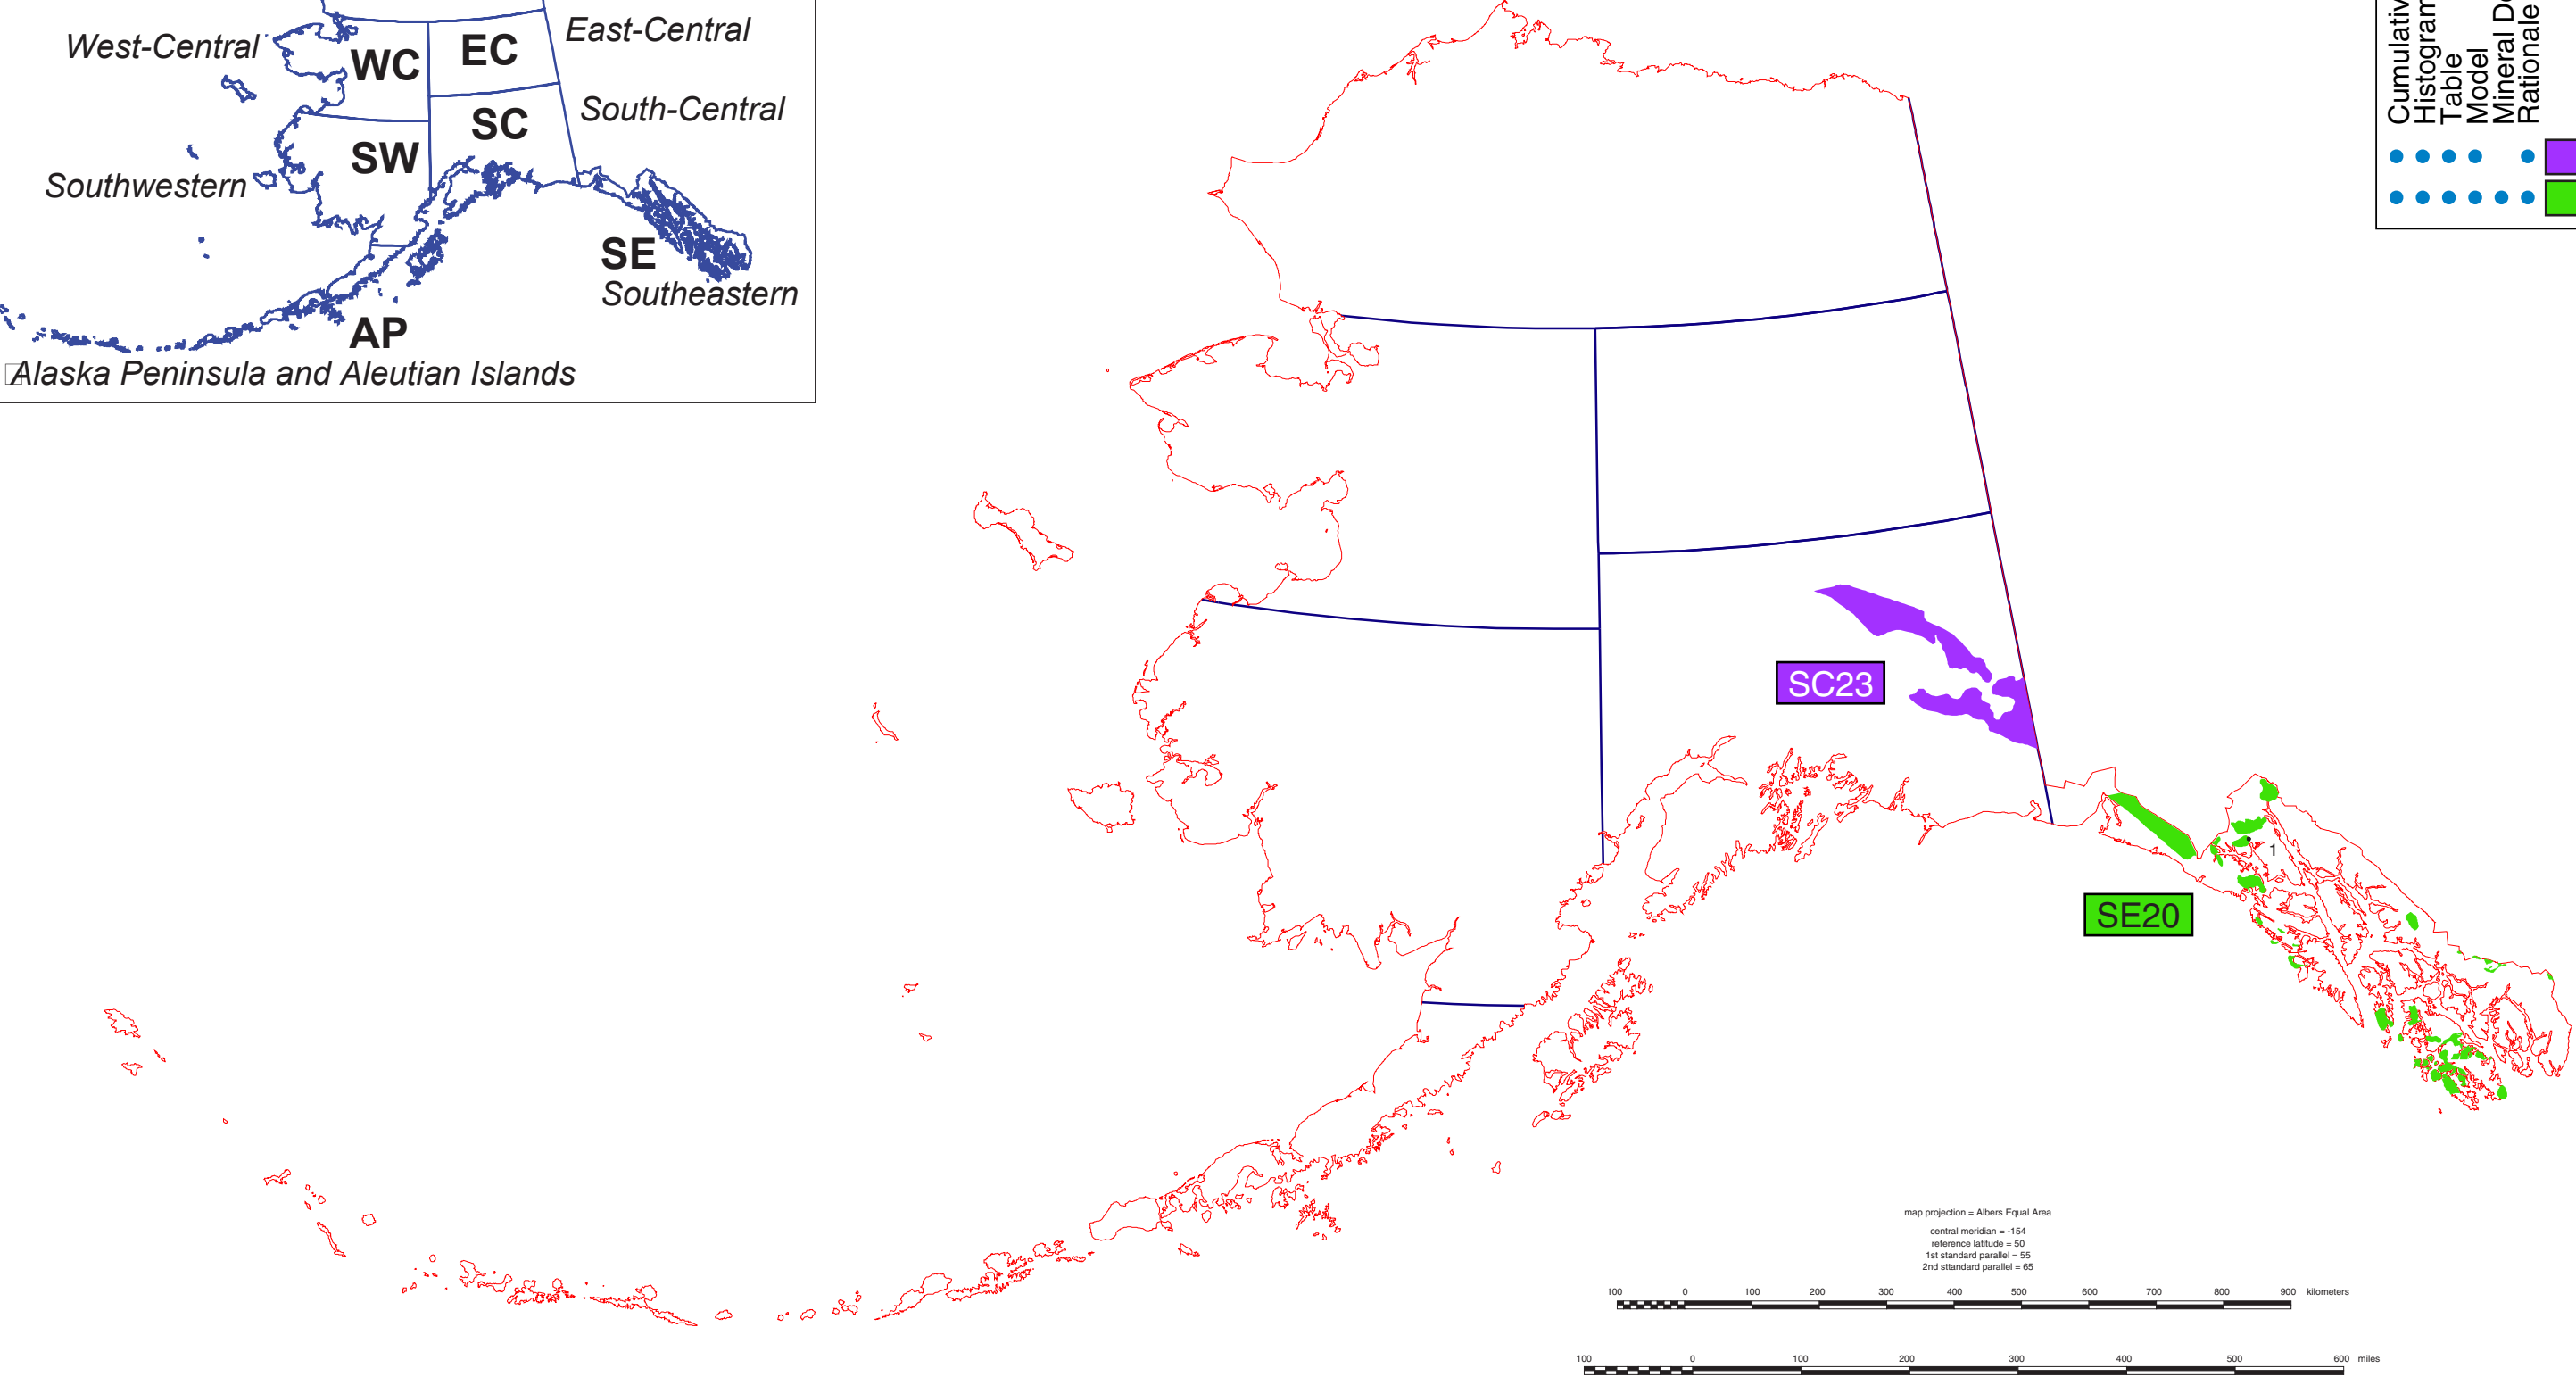 West-Central
WC
EC
East-Central
South-Central
SC
SW
Southwestern
SE
Southeastern
AP
Alaska Peninsula and Aleutian Islands
Histogram
Table
Model
Mineral
Rationale
SC23
1
SE20
map projection = Albers Equal Area
central meridian = -154
reference latitude = 50
1st standard parallel = 55
2nd sttandard parallel = 65
100 0 100 200 300 400 500 600 700 800 900 kilometers
100 0 100 200 300 400 500 600 miles